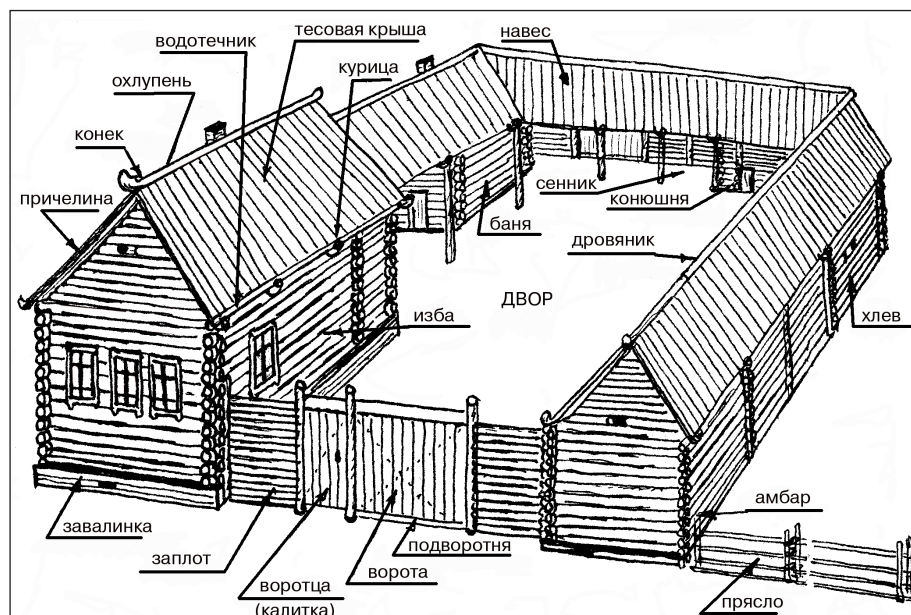 навес
тесовая крыша
водотечник
курица
охлупень
конек
причелина
сенник
конюшня
баня
дровяник
ДВОР
изба
хлев
амбар
завалинка
заплот
подворотня
ворота
воротца
(калитка)
прясло